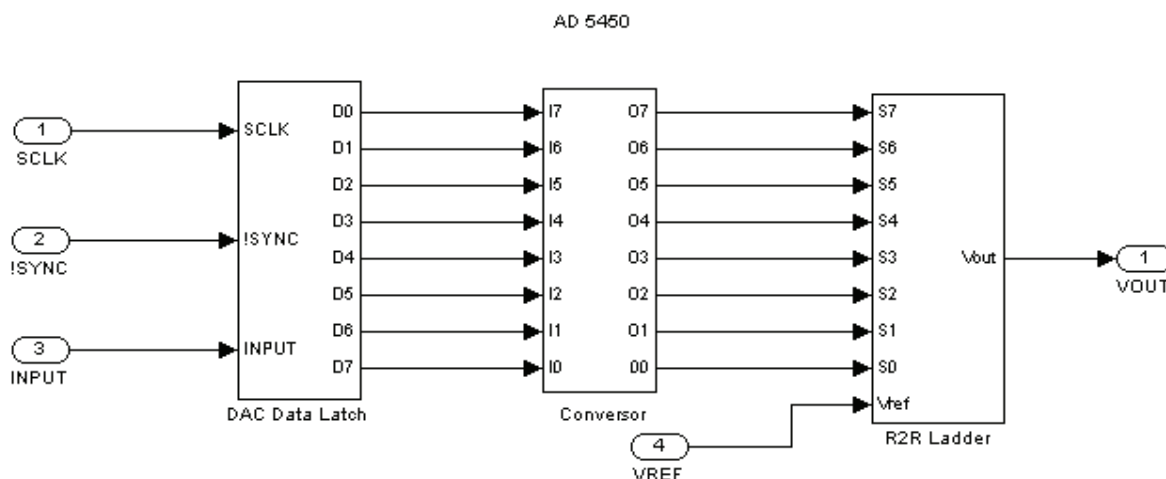 AD 5450
1
SCLK
2
!SYNC
3
INPUT
SCLK
!SYNC
INPUT
D0
D1
D2
D3
D4
D5
D6
D7
DAC Data Latch
I7
I6
I5
I4
I3
I2
I1
I0
O7
O6
O5
O4
O3
O2
O1
00
Conversor
4
VREF
S7
S6
S5
S4
S3
S2
S1
S0
Vref
Vout
R2R Ladder
1
VOUT